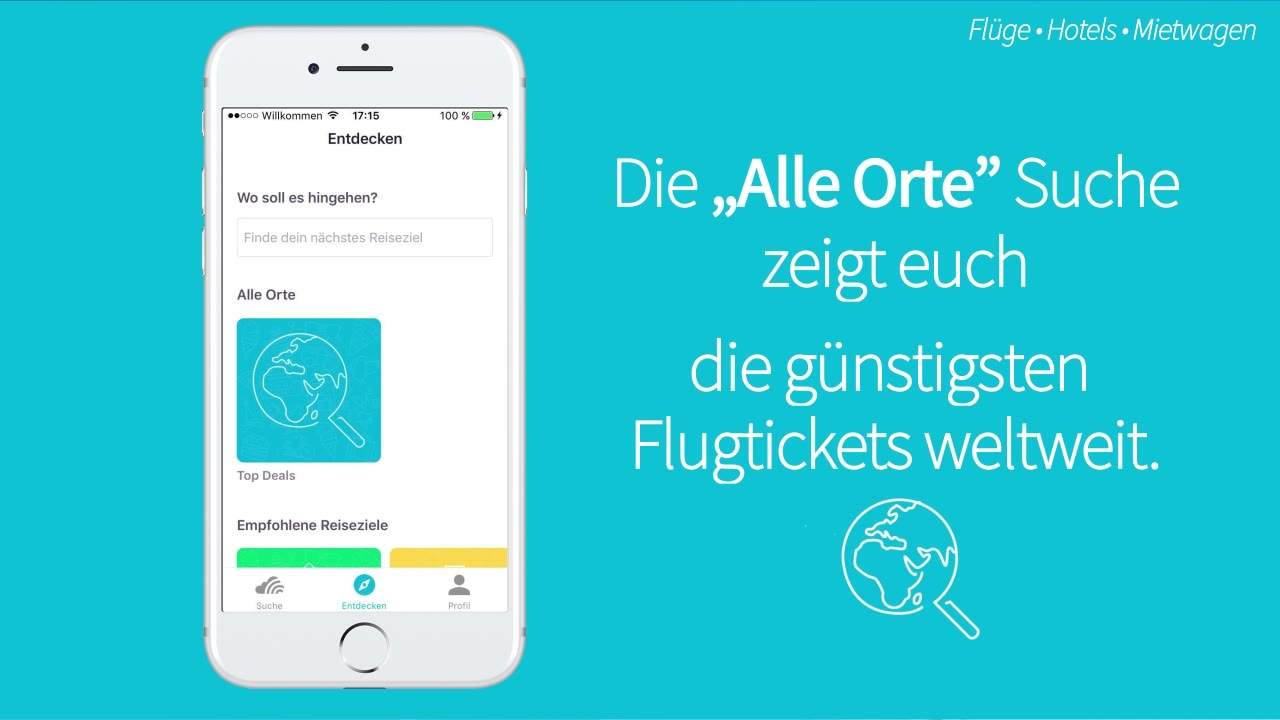 Flüge • Hotels • Mietwagen
●●○○○ Willkommen 17:15 100 %
Entdecken
Wo soll es hingehen?
Finde dein nächstes Reiseziel
Alle Orte
Top Deals
Empfohlene Reiseziele
Suche Entdecken Profil
Die „Alle Orte” Suche
zeigt euch
die günstigsten
Flugtickets weltweit.